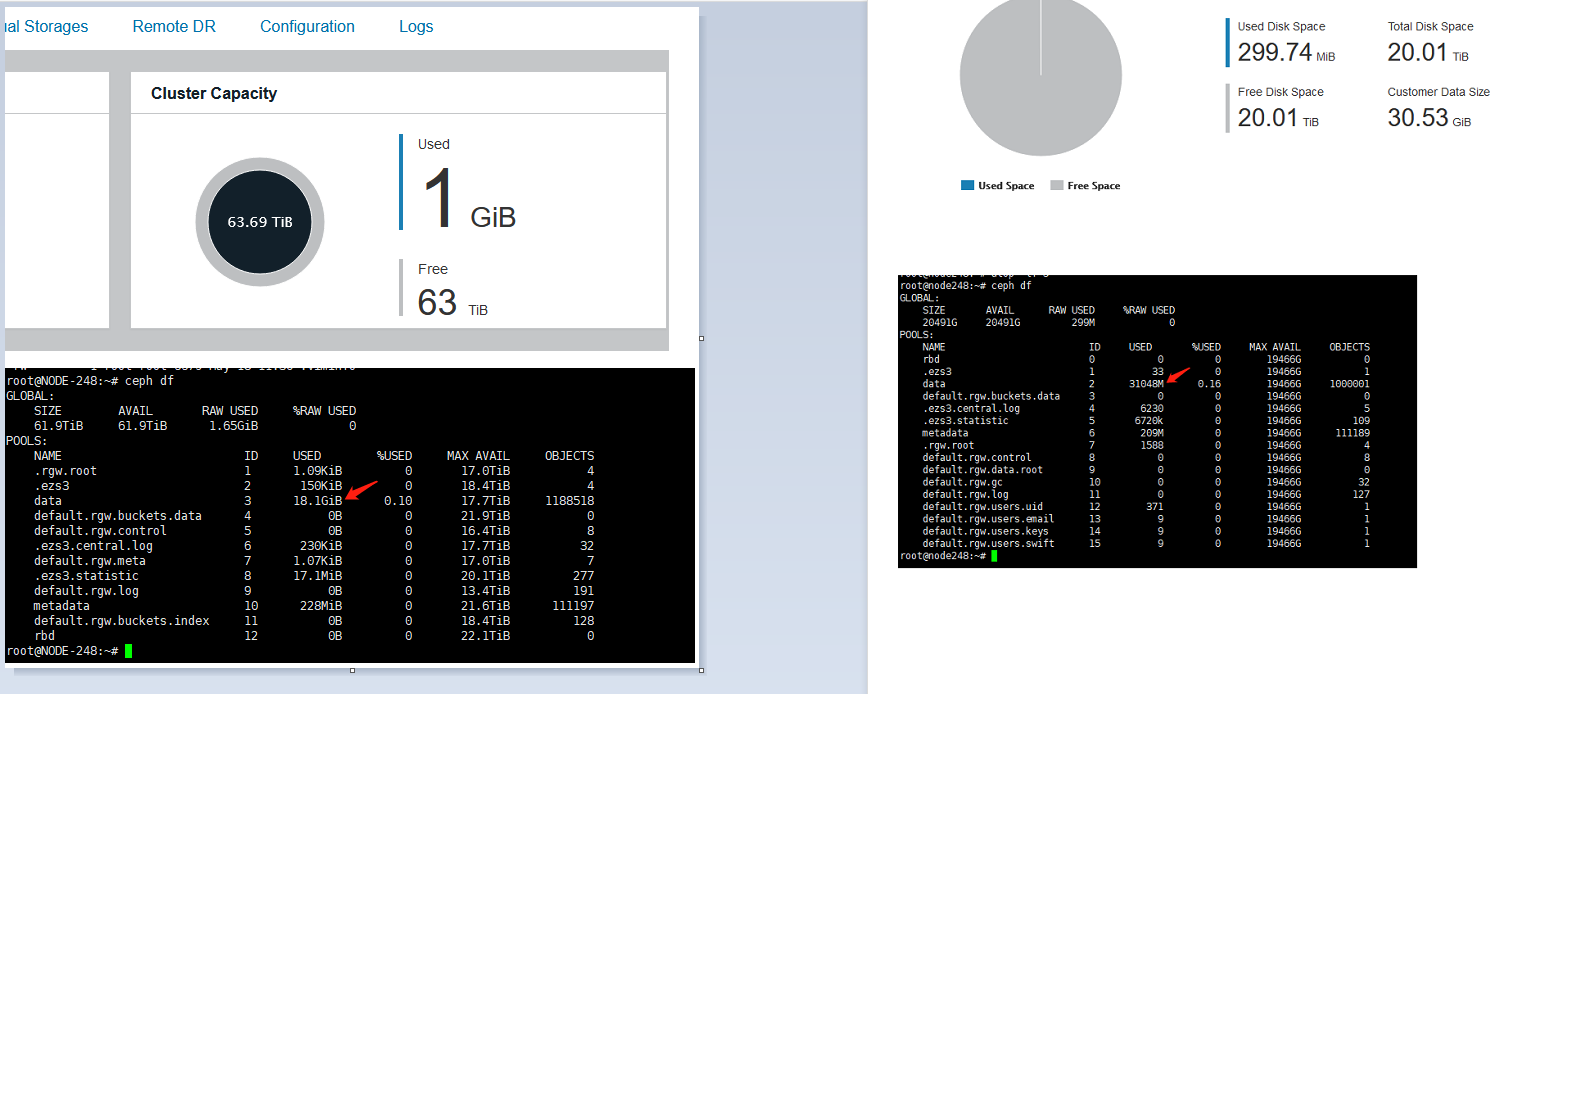 al Storages Remote DR Configuration Logs
Cluster Capacity
63.69 TiB
Used
1 GiB
Free
63 TiB
root@NODE-248:~# ceph df
GLOBAL:
SIZE AVAIL RAW USED %RAW USED
61.9TiB 61.9TiB 1.65GiB 0
POOLS:
NAME ID USED %USED MAX AVAIL OBJECTS
.rgw.root 1 1.09KiB 0 17.0TiB 4
.ezs3 2 150KiB 0 18.4TiB 4
data 3 18.1GiB 0.10 17.7TiB 1188518
default.rgw.buckets.data 4 0B 0 21.9TiB 0
default.rgw.control 5 0B 0 16.4TiB 8
.ezs3.central.log 6 230KiB 0 17.7TiB 32
default.rgw.meta 7 1.07KiB 0 17.0TiB 7
.ezs3.statistic 8 17.1MiB 0 20.1TiB 277
default.rgw.log 9 0B 0 13.4TiB 191
metadata 10 228MiB 0 21.6TiB 111197
default.rgw.buckets.index 11 0B 0 18.4TiB 128
rbd 12 0B 0 22.1TiB 0
root@NODE-248:~#
Used Disk Space Total Disk Space
299.74 MiB 20.01 TiB
Free Disk Space Customer Data Size
20.01 TiB 30.53 GiB
Used Space Free Space
root@node248:~# ceph df
GLOBAL:
SIZE AVAIL RAW USED %RAW USED
20491G 20491G 299M 0
POOLS:
NAME ID USED %USED MAX AVAIL OBJECTS
rbd 0 0 0 19466G 0
.ezs3 1 33 0 19466G 1
data 2 31048M 0.16 19466G 1000001
default.rgw.buckets.data 3 0 0 19466G 0
.ezs3.central.log 4 6230 0 19466G 5
.ezs3.statistic 5 6720k 0 19466G 109
metadata 6 209M 0 19466G 111189
.rgw.root 7 1588 0 19466G 4
default.rgw.control 8 0 0 19466G 8
default.rgw.data.root 9 0 0 19466G 0
default.rgw.gc 10 0 0 19466G 32
default.rgw.log 11 0 0 19466G 127
default.rgw.users.uid 12 371 0 19466G 1
default.rgw.users.email 13 9 0 19466G 1
default.rgw.users.keys 14 9 0 19466G 1
default.rgw.users.swift 15 9 0 19466G 1
root@node248:~#